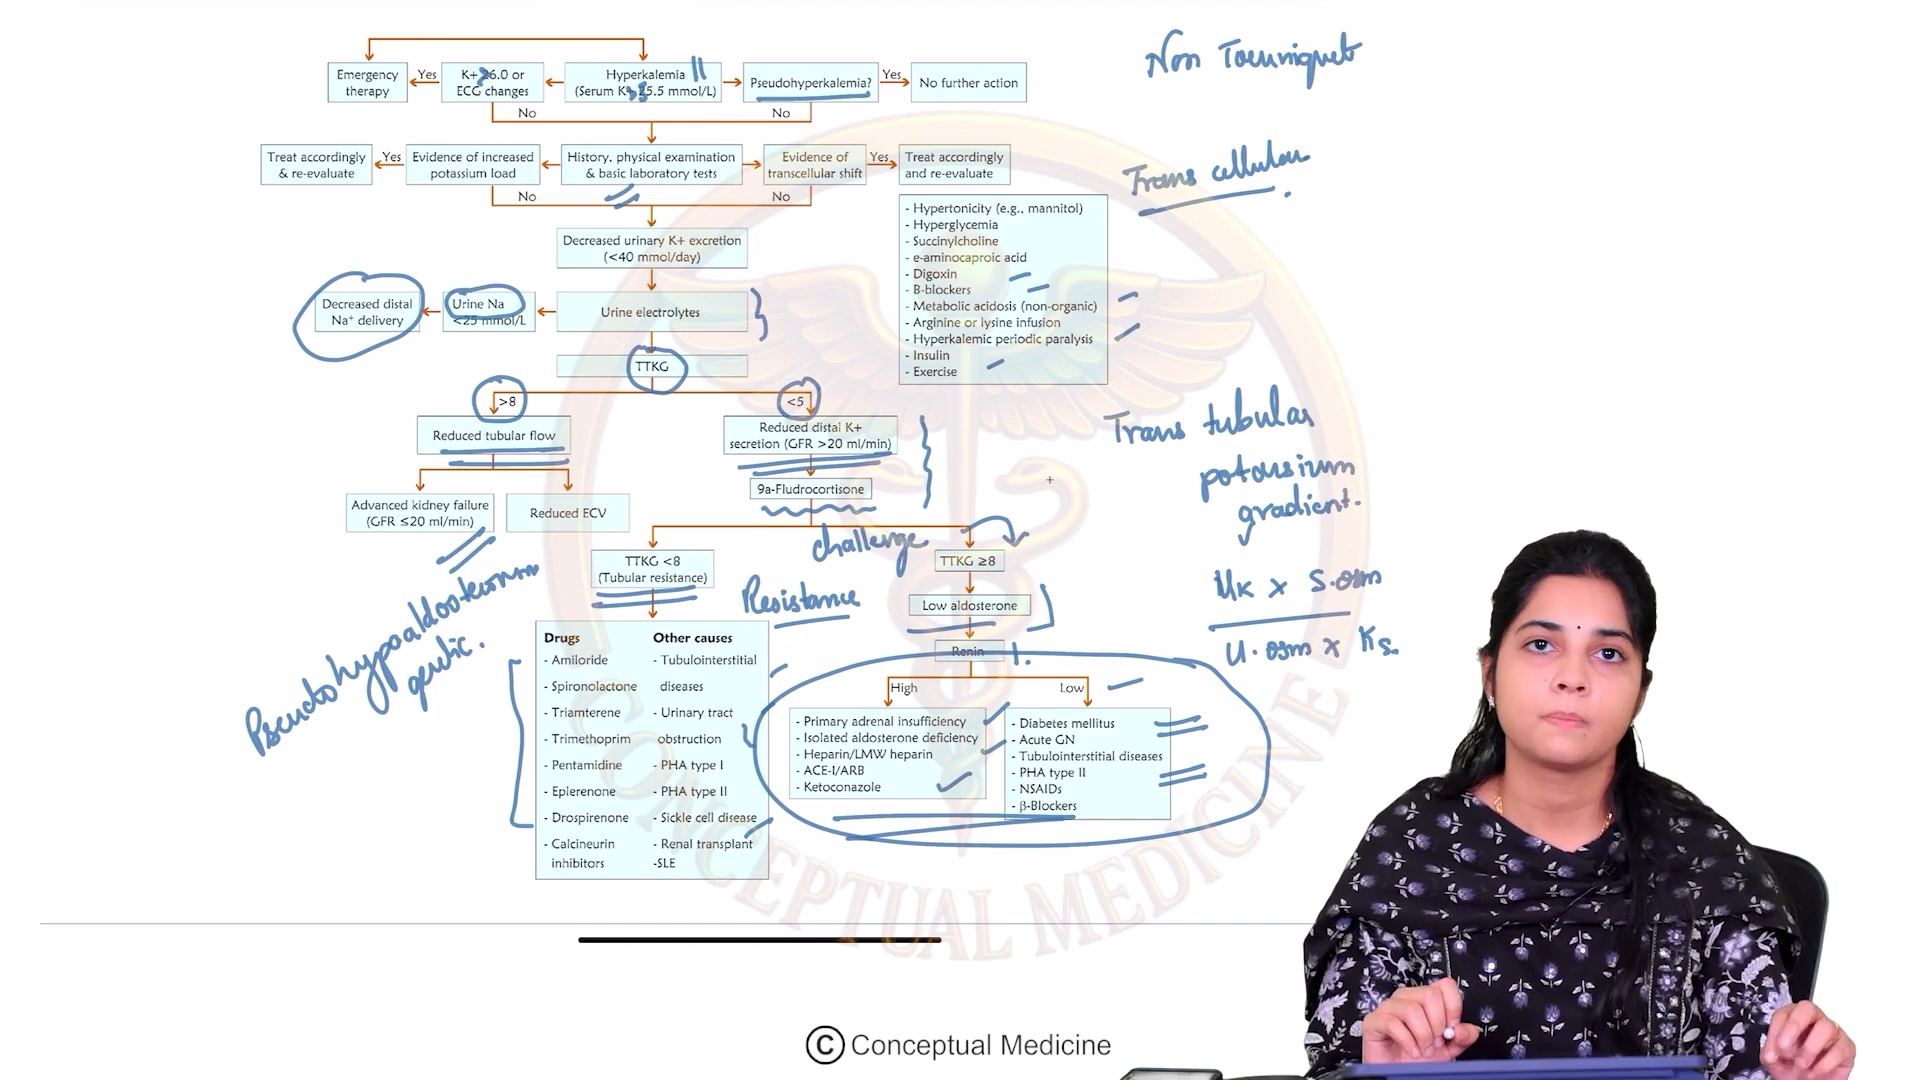 Non Tourniquet
Emergency
therapy
Yes
K+ ≥6.0 or
ECG changes
Hyperkalemia
(Serum K+ ≥5.5 mmol/L)
Pseudohyperkalemia?
Yes
No further action
No
No
Treat accordingly
& re-evaluate
Yes
Evidence of increased
potassium load
History, physical examination
& basic laboratory tests
Evidence of
transcellular shift
Yes
Treat accordingly
and re-evaluate
Trans cellular
No
No
- Hypertonicity (e.g., mannitol)
- Hyperglycemia
- Succinylcholine
- e-aminocaproic acid
- Digoxin
- B-blockers
- Metabolic acidosis (non-organic)
- Arginine or lysine infusion
- Hyperkalemic periodic paralysis
- Insulin
- Exercise
Decreased urinary K+ excretion
(<40 mmol/day)
Decreased distal
Na+ delivery
Urine Na
<25 mmol/L
Urine electrolytes
TTKG
>8
<5
Reduced tubular flow
Reduced distal K+
secretion (GFR >20 ml/min)
Trans tubular
potassium
gradient.
9a-Fludrocortisone
challenge
Advanced kidney failure
(GFR ≤20 ml/min)
Reduced ECV
TTKG <8
(Tubular resistance)
TTKG ≥8
Resistance
Low aldosterone
Renin
UK x S.osm
U.osm x Ks.
Pseudohypoaldosteronism
genetic.
Drugs
- Amiloride
- Spironolactone
- Triamterene
- Trimethoprim
- Pentamidine
- Eplerenone
- Drospirenone
- Calcineurin
inhibitors
Other causes
- Tubulointerstitial
diseases
- Urinary tract
obstruction
- PHA type I
- PHA type II
- Sickle cell disease
- Renal transplant
-SLE
High
Low
- Primary adrenal insufficiency
- Isolated aldosterone deficiency
- Heparin/LMW heparin
- ACE-I/ARB
- Ketoconazole
- Diabetes mellitus
- Acute GN
- Tubulointerstitial diseases
- PHA type II
- NSAIDs
- β-Blockers
CONCEPTUAL MEDICINE
© Conceptual Medicine